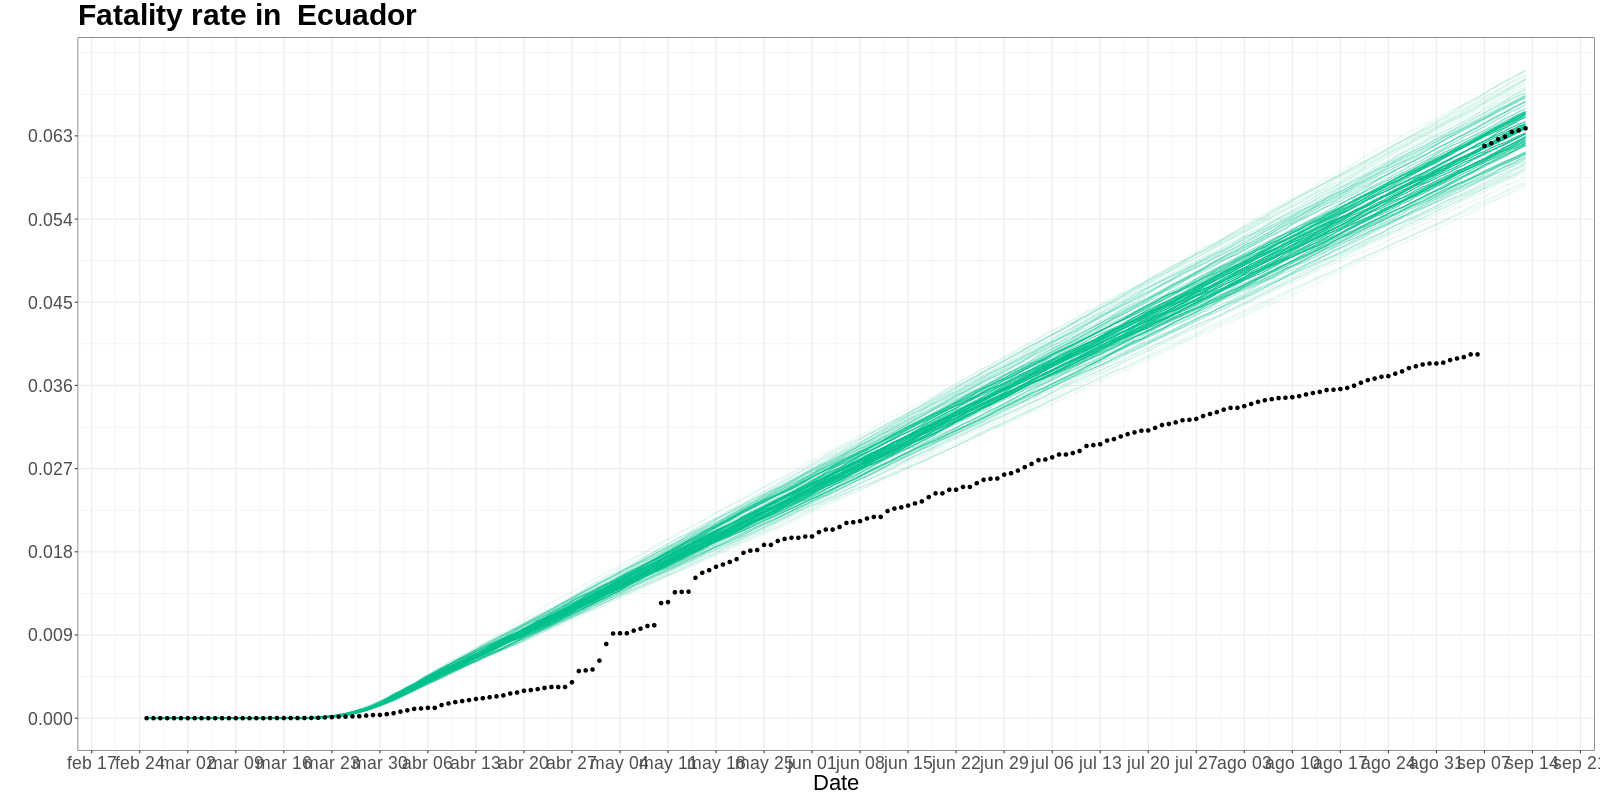 Fatality rate in  Ecuador
0.063
0.054
0.045
0.036
0.027
0.018
0.009
0.000
feb 17 feb 24 mar 02 mar 09 mar 16 mar 23 mar 30 abr 06 abr 13 abr 20 abr 27 may 04 may 11 may 18 may 25 jun 01 jun 08 jun 15 jun 22 jun 29 jul 06 jul 13 jul 20 jul 27 ago 03 ago 10 ago 17 ago 24 ago 31 sep 07 sep 14 sep 21
Date